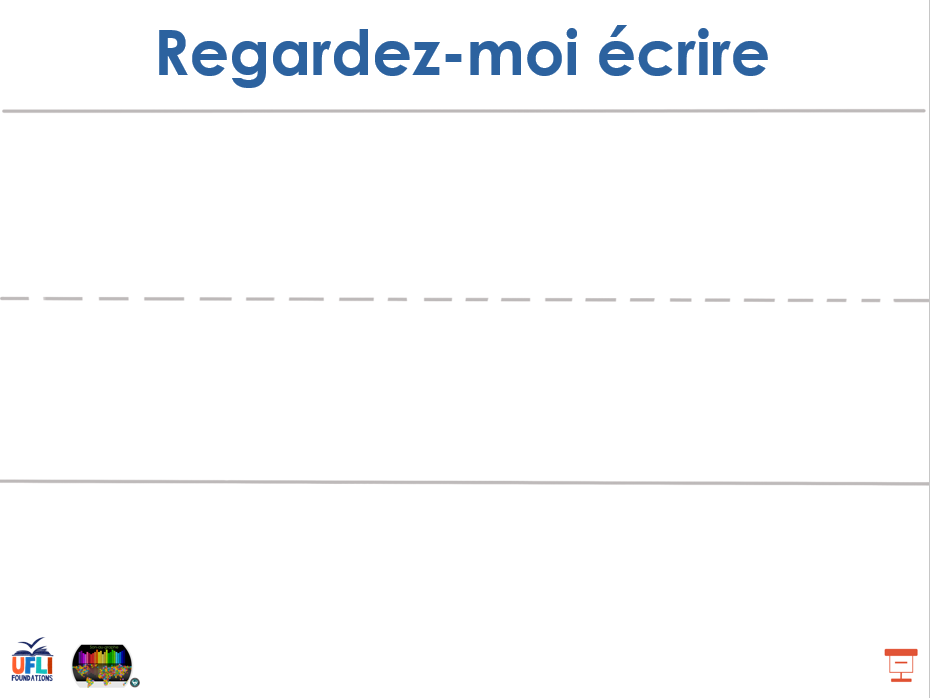 Regardez-moi écrire
UFLI
FOUNDATIONS